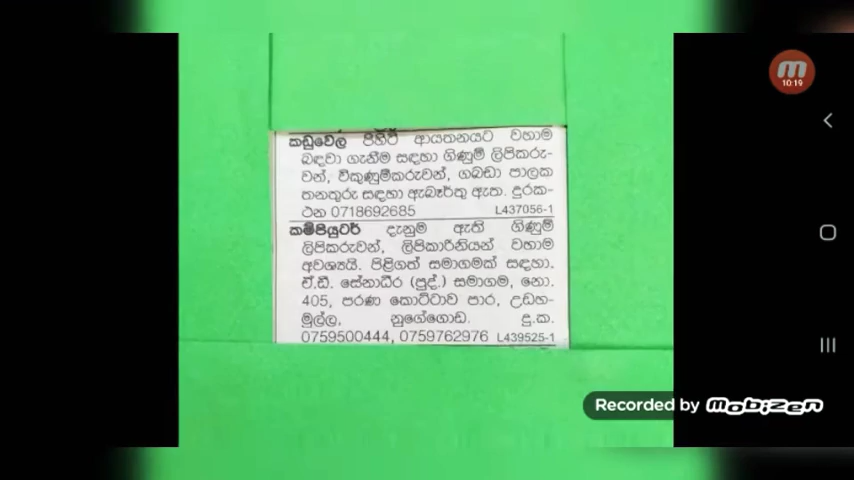 කඩුවෙල පිහිටි ආයතනයට වහාම
බඳවා ගැනීම සඳහා ගිණුම් ලිපිකරු-
වන්, විකුණුම්කරුවන්, ගබඩා පාලක
තනතුරු සඳහා ඇබෑර්තු ඇත. දුරක-
ථන 0718692685 L437056-1
කම්පියුටර් දැනුම ඇති ගිණුම්
ලිපිකරුවන්, ලිපිකාරිනියන් වහාම
අවශ්‍යයි. පිළිගත් සමාගමක් සඳහා.
ඒ.ඩී. සේනාධීර (පුද්.) සමාගම, නො.
405, පරණ කොට්ටාව පාර, උඩහ-
මුල්ල, නුගේගොඩ. දු.ක.
0759500444, 0759762976 L439525-1
10:19
Recorded by mobizen